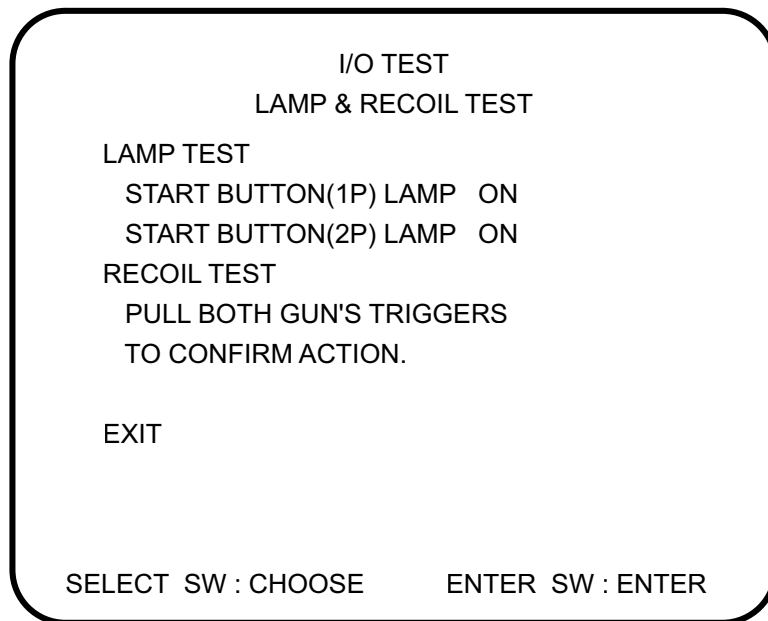 I/O TEST
LAMP & RECOIL TEST
LAMP TEST
START BUTTON(1P) LAMP ON
START BUTTON(2P) LAMP ON
RECOIL TEST
PULL BOTH GUN'S TRIGGERS
TO CONFIRM ACTION.
EXIT
SELECT SW : CHOOSE ENTER SW : ENTER